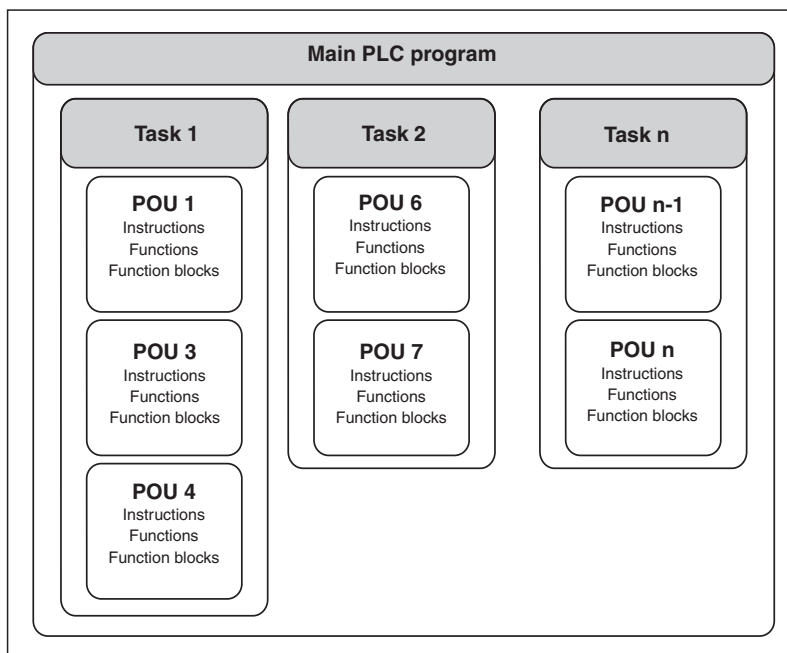 Main PLC program
Task 1
POU 1
Instructions
Functions
Function blocks
POU 3
Instructions
Functions
Function blocks
POU 4
Instructions
Functions
Function blocks
Task 2
POU 6
Instructions
Functions
Function blocks
POU 7
Instructions
Functions
Function blocks
Task n
POU n-1
Instructions
Functions
Function blocks
POU n
Instructions
Functions
Function blocks